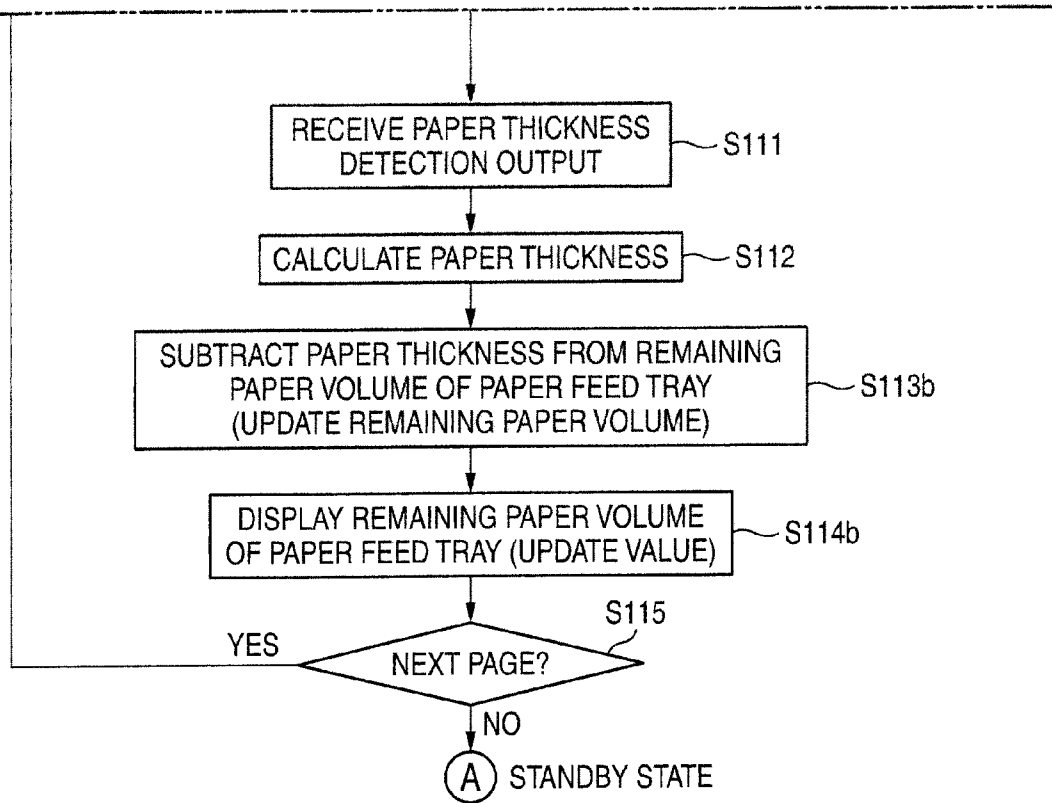 RECEIVE PAPER THICKNESS
DETECTION OUTPUT
S111
CALCULATE PAPER THICKNESS
S112
SUBTRACT PAPER THICKNESS FROM REMAINING
PAPER VOLUME OF PAPER FEED TRAY
(UPDATE REMAINING PAPER VOLUME)
S113b
DISPLAY REMAINING PAPER VOLUME
OF PAPER FEED TRAY (UPDATE VALUE)
S114b
S115
YES
NEXT PAGE?
NO
A STANDBY STATE